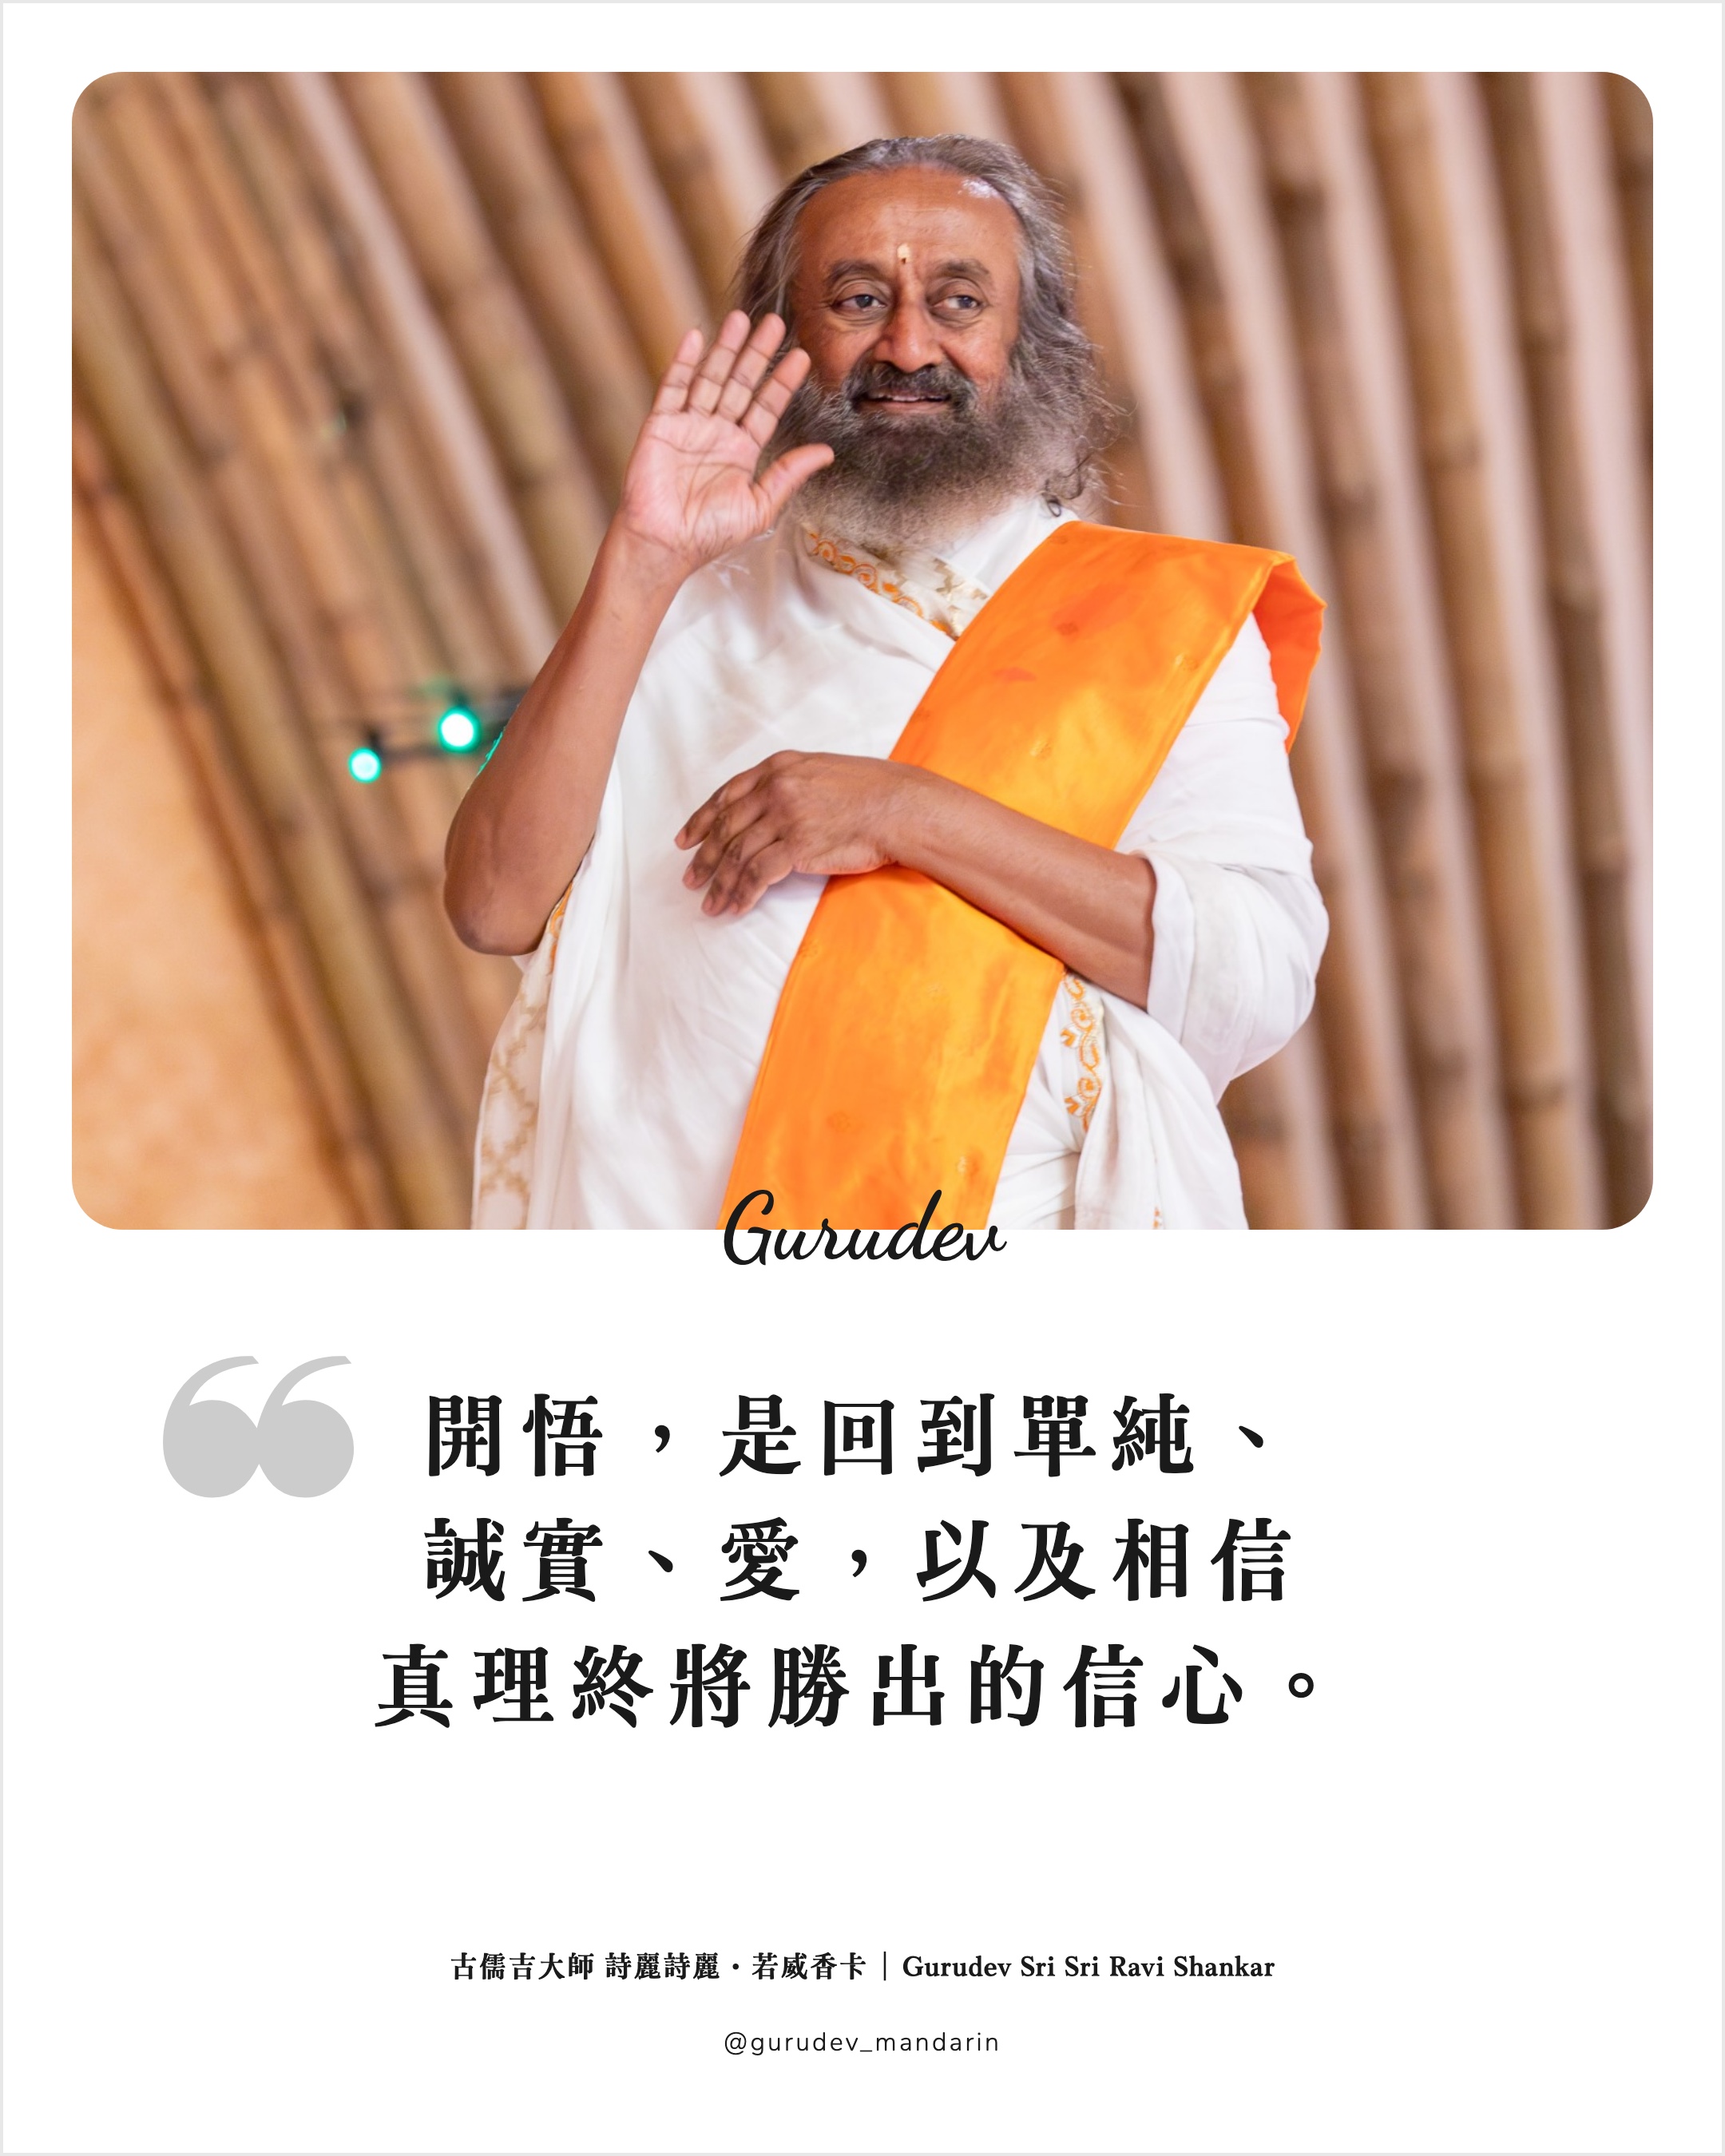 Gurudev
開悟，是回到單純、
誠實、愛，以及相信
真理終將勝出的信心。
古儒吉大師 詩麗詩麗・若威香卡｜Gurudev Sri Sri Ravi Shankar
@gurudev_mandarin